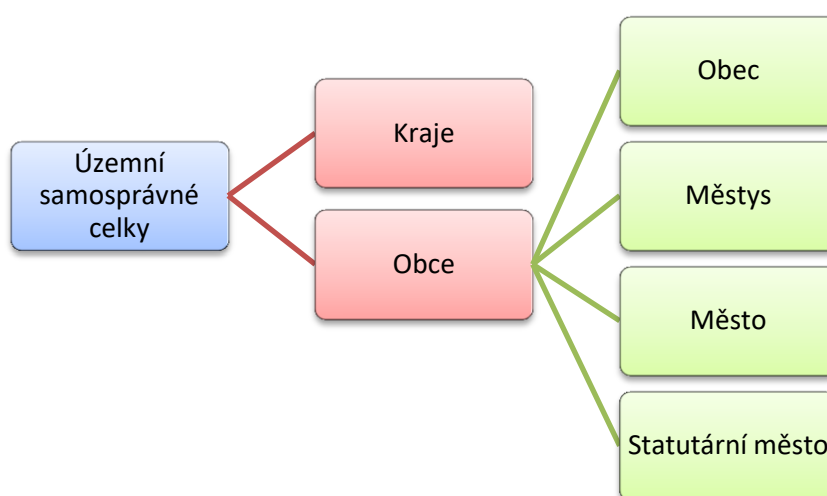 Územní
samosprávné
celky
Kraje
Obce
Obec
Městys
Město
Statutární město